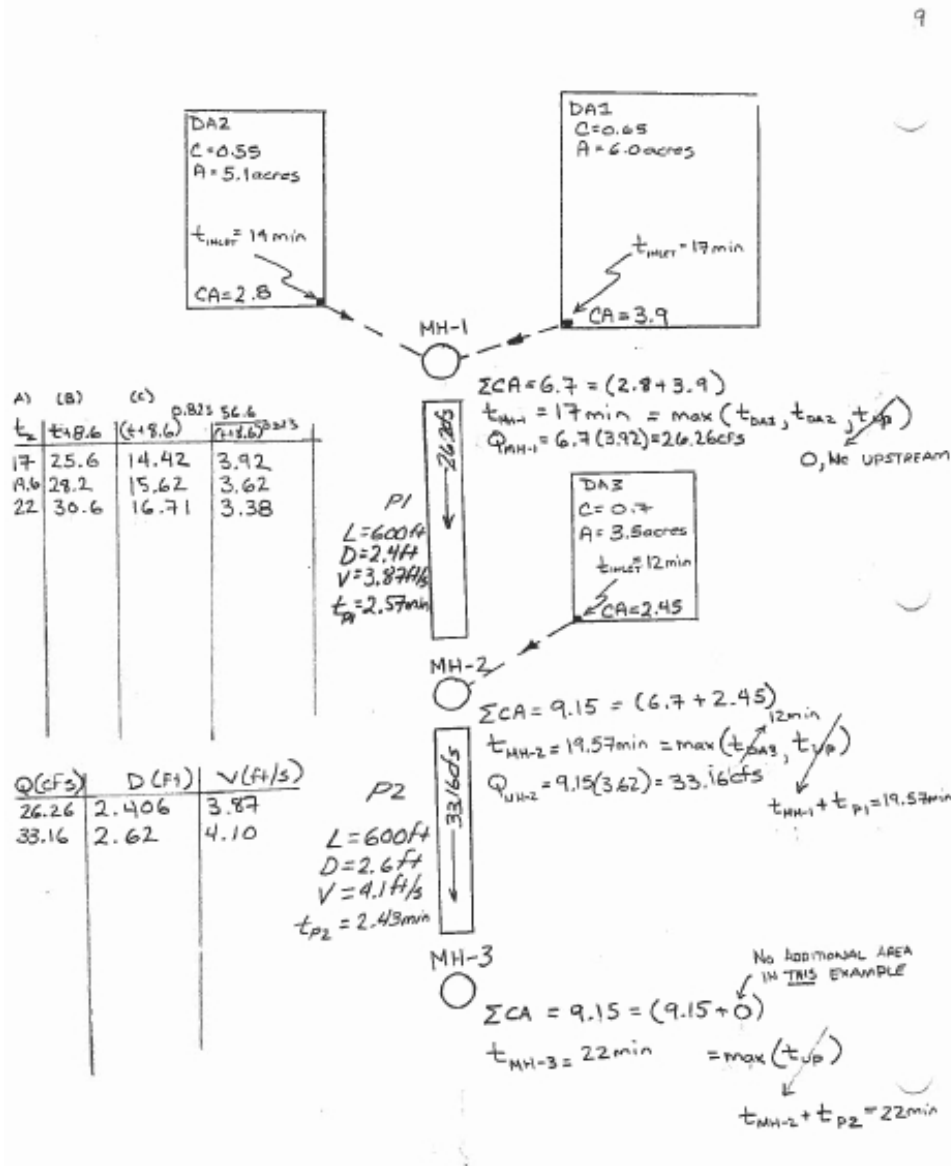 9
DA2
C=0.55
A=5.1acres
t_INLET = 14min
CA=2.8
DA1
C=0.65
A=6.0acres
t_INLET = 17min
CA=3.9
MH-1
ΣCA=6.7=(2.8+3.9)
t_MH-1 = 17min = max(t_DA1, t_DA2, t_up)
Q_MH-1 = 6.7(3.92)=26.26cfs
0, No UPSTREAM
A) (B) (C)
t_c t+8.6 (t+8.6)^0.823 56.6/(t+8.6)^0.823
17 25.6 14.42 3.92
19.6 28.2 15.62 3.62
22 30.6 16.71 3.38
P1
L=600ft
D=2.4ft
V=3.87ft/s
t_P1=2.57min
DA3
C=0.7
A=3.5acres
t_INLET=12min
CA=2.45
MH-2
ΣCA=9.15=(6.7+2.45)
12min
t_MH-2=19.57min=max(t_DA3, t_up)
Q_MH-2=9.15(3.62)=33.16cfs
t_MH-1+t_P1=19.57min
Q(cfs) D(Ft) V(ft/s)
26.26 2.406 3.87
33.16 2.62 4.10
P2
33.16cfs
L=600ft
D=2.6ft
V=4.1ft/s
t_P2=2.43min
MH-3
No ADDITIONAL AREA
IN THIS EXAMPLE
ΣCA = 9.15=(9.15+0)
t_MH-3= 22min =max(t_up)
t_MH-2+t_P2=22min